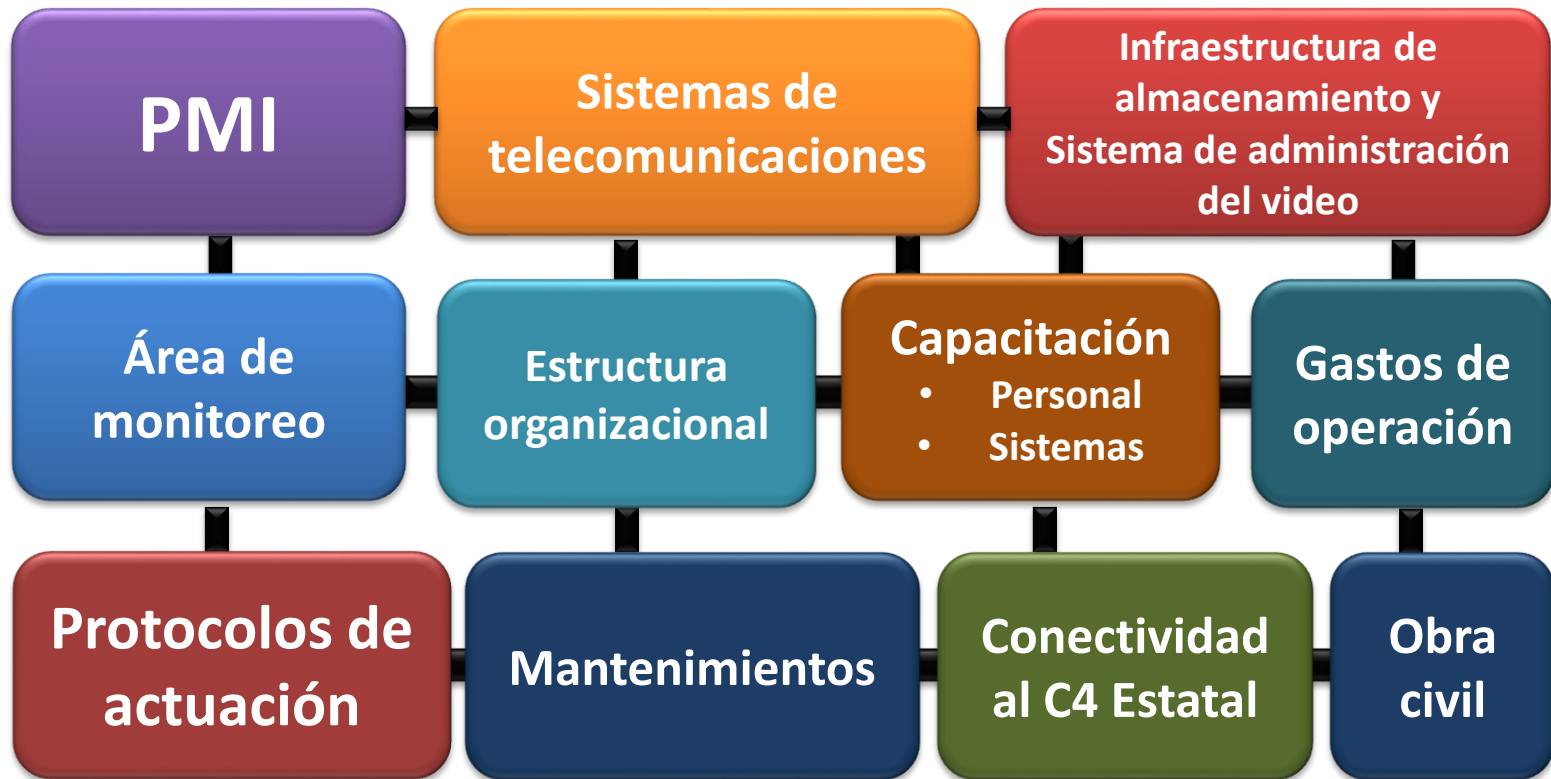 PMI
Sistemas de
telecomunicaciones
Infraestructura de
almacenamiento y
Sistema de administración
del video
Área de
monitoreo
Estructura
organizacional
Capacitación
• Personal
• Sistemas
Gastos de
operación
Protocolos de
actuación
Mantenimientos
Conectividad
al C4 Estatal
Obra
civil